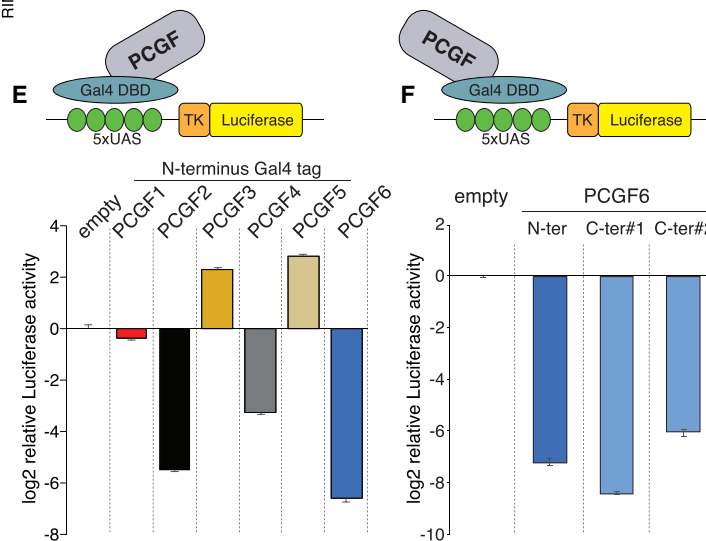 E
PCGF
Gal4 DBD
5xUAS
TK
Luciferase
N-terminus Gal4 tag
empty
PCGF1
PCGF2
PCGF3
PCGF4
PCGF5
PCGF6
log2 relative Luciferase activity
4
2
0
-2
-4
-6
-8
F
PCGF
Gal4 DBD
5xUAS
TK
Luciferase
empty
PCGF6
N-ter
C-ter#1
C-ter#2
log2 relative Luciferase activity
2
0
-2
-4
-6
-8
-10